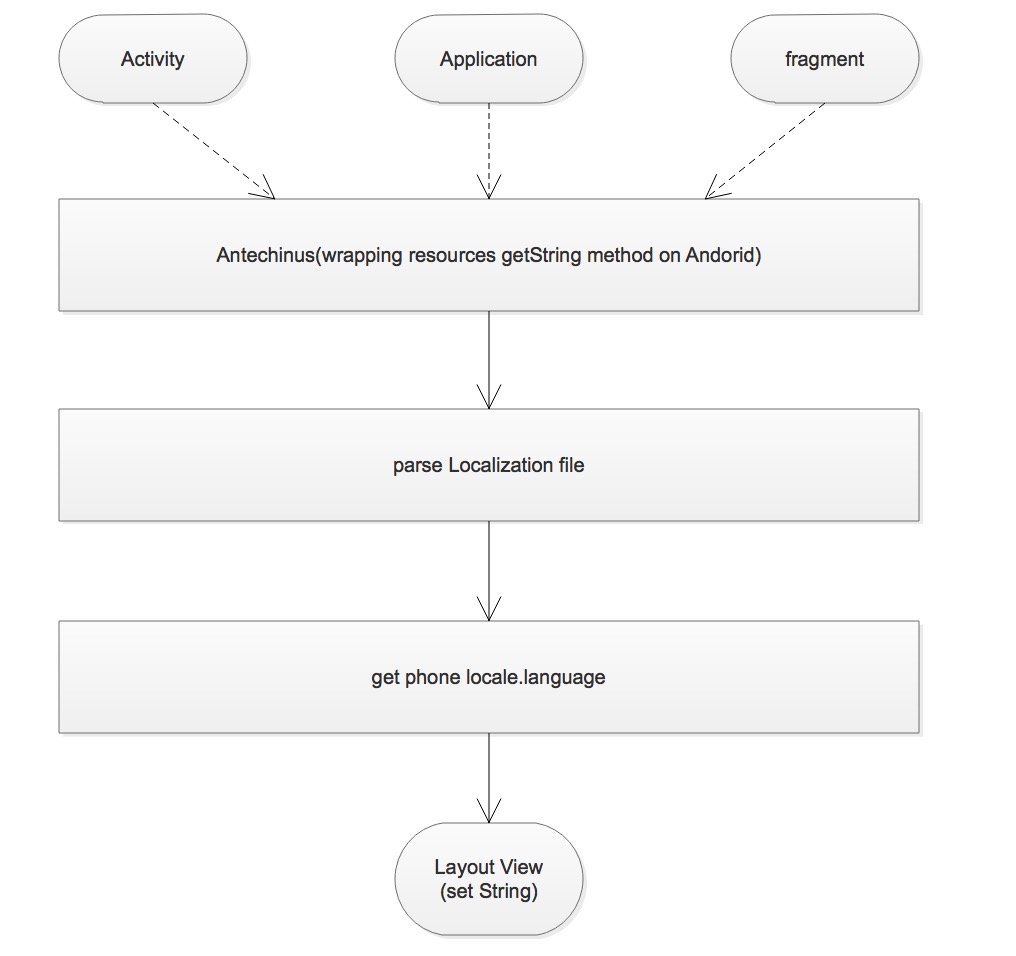 Activity
Application
fragment
Antechinus(wrapping resources getString method on Andorid)
parse Localization file
get phone locale.language
Layout View
(set String)